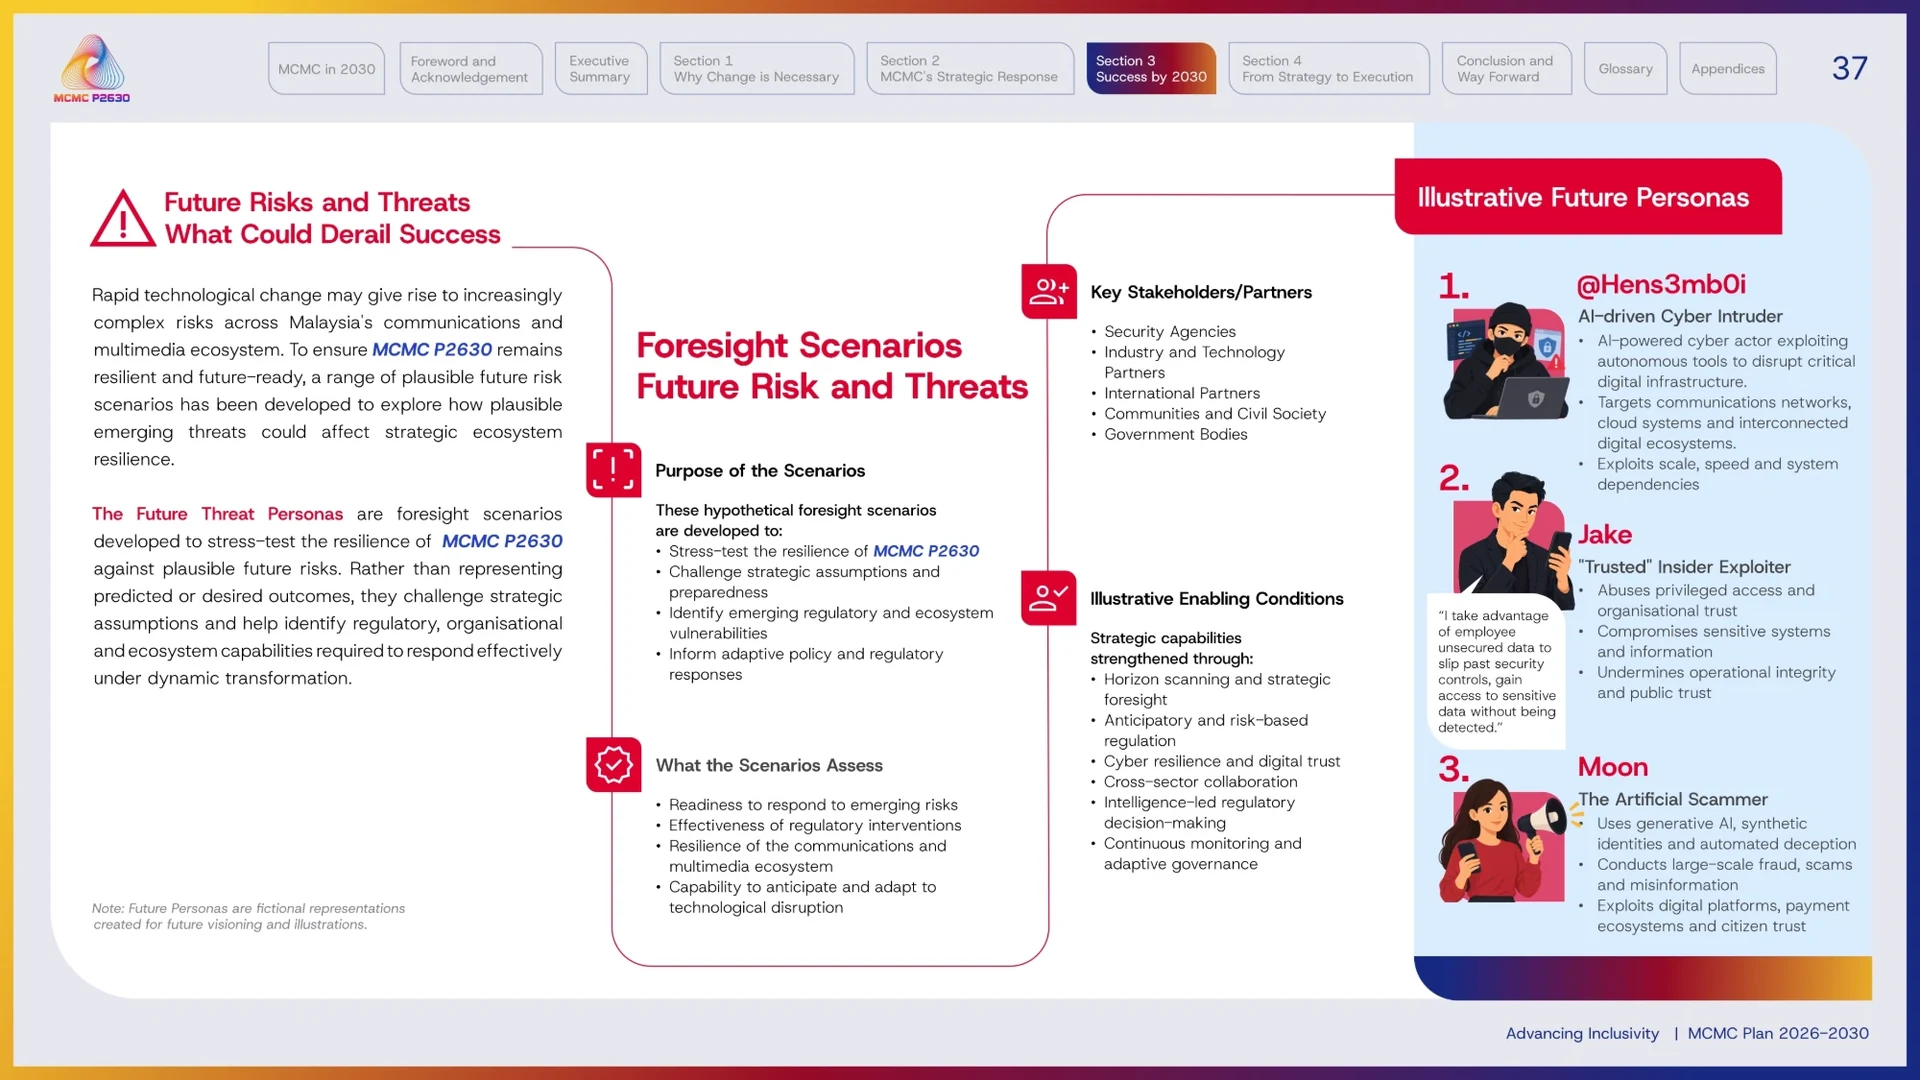 MCMC P2630
MCMC in 2030
Foreword and
Acknowledgement
Executive
Summary
Section 1
Why Change is Necessary
Section 2
MCMC's Strategic Response
Section 3
Success by 2030
Section 4
From Strategy to Execution
Conclusion and
Way Forward
Glossary
Appendices
37
Future Risks and Threats
What Could Derail Success
Rapid technological change may give rise to increasingly
complex risks across Malaysia's communications and
multimedia ecosystem. To ensure MCMC P2630 remains
resilient and future-ready, a range of plausible future risk
scenarios has been developed to explore how plausible
emerging threats could affect strategic ecosystem
resilience.
The Future Threat Personas are foresight scenarios
developed to stress-test the resilience of MCMC P2630
against plausible future risks. Rather than representing
predicted or desired outcomes, they challenge strategic
assumptions and help identify regulatory, organisational
and ecosystem capabilities required to respond effectively
under dynamic transformation.
Note: Future Personas are fictional representations
created for future visioning and illustrations.
Foresight Scenarios
Future Risk and Threats
Purpose of the Scenarios
These hypothetical foresight scenarios
are developed to:
• Stress-test the resilience of MCMC P2630
• Challenge strategic assumptions and
preparedness
• Identify emerging regulatory and ecosystem
vulnerabilities
• Inform adaptive policy and regulatory
responses
What the Scenarios Assess
• Readiness to respond to emerging risks
• Effectiveness of regulatory interventions
• Resilience of the communications and
multimedia ecosystem
• Capability to anticipate and adapt to
technological disruption
Key Stakeholders/Partners
• Security Agencies
• Industry and Technology
Partners
• International Partners
• Communities and Civil Society
• Government Bodies
Illustrative Enabling Conditions
Strategic capabilities
strengthened through:
• Horizon scanning and strategic
foresight
• Anticipatory and risk-based
regulation
• Cyber resilience and digital trust
• Cross-sector collaboration
• Intelligence-led regulatory
decision-making
• Continuous monitoring and
adaptive governance
Illustrative Future Personas
1.
@Hens3mb0i
AI-driven Cyber Intruder
• AI-powered cyber actor exploiting
autonomous tools to disrupt critical
digital infrastructure.
• Targets communications networks,
cloud systems and interconnected
digital ecosystems.
• Exploits scale, speed and system
dependencies
2.
Jake
"Trusted" Insider Exploiter
• Abuses privileged access and
organisational trust
• Compromises sensitive systems
and information
• Undermines operational integrity
and public trust
“I take advantage
of employee
unsecured data to
slip past security
controls, gain
access to sensitive
data without being
detected.”
3.
Moon
The Artificial Scammer
• Uses generative AI, synthetic
identities and automated deception
• Conducts large-scale fraud, scams
and misinformation
• Exploits digital platforms, payment
ecosystems and citizen trust
Advancing Inclusivity | MCMC Plan 2026-2030